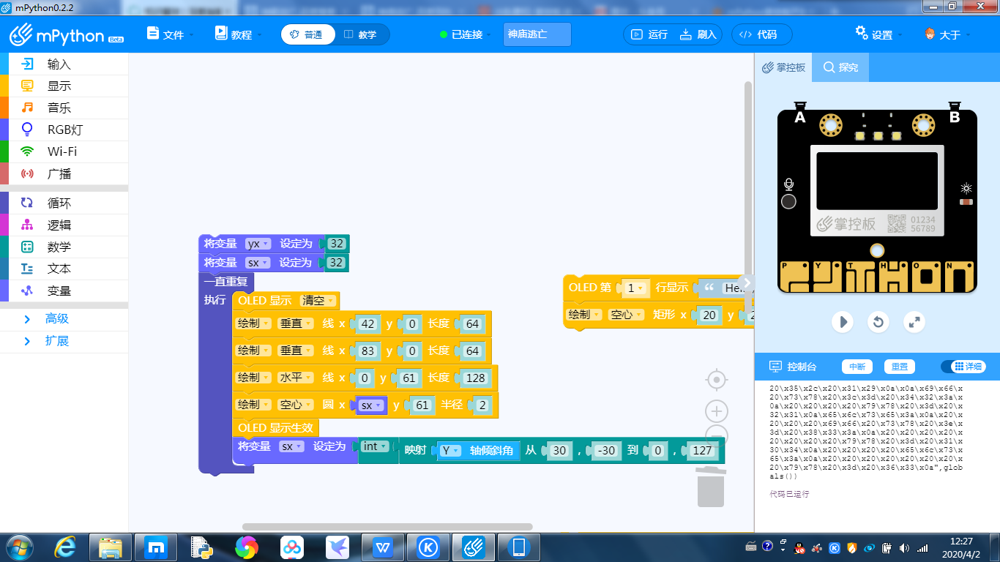 mPython0.2.2
mPython Beta 文件 教程 普通 教学 已连接 神庙逃亡 运行 刷入 代码 设置 大于
输入
显示
音乐
RGB灯
Wi-Fi
广播
循环
逻辑
数学
文本
变量
高级
扩展
将变量 yx 设定为 32
将变量 sx 设定为 32
一直重复
执行 OLED 显示 清空
绘制 垂直 线 x 42 y 0 长度 64
绘制 垂直 线 x 83 y 0 长度 64
绘制 水平 线 x 0 y 61 长度 128
绘制 空心 圆 x sx y 61 半径 2
OLED 显示生效
将变量 sx 设定为 int 映射 Y 轴倾斜角 从 30 , -30 到 0 , 127
OLED 第 1 行显示 “
绘制 空心 矩形 x 20 y
掌控板 探究
A B
掌控板 01234
56789
P Y T H O N
控制台 中断 重置 详细
20\x35\x2c\x20\x31\x29\x0a\x0a\x69\x66\x
20\x73\x78\x20\x3c\x3d\x20\x34\x32\x3a\x
0a\x20\x20\x20\x20\x79\x78\x20\x3d\x20\x
32\x31\x0a\x65\x6c\x73\x65\x3a\x0a\x20\x
20\x20\x20\x69\x66\x20\x73\x78\x20\x3e\x
3d\x20\x38\x33\x3a\x0a\x20\x20\x20\x20\x
20\x20\x20\x20\x79\x78\x20\x3d\x20\x31\x
30\x34\x0a\x20\x20\x20\x20\x65\x6c\x73\x
65\x3a\x0a\x20\x20\x20\x20\x20\x20\x20\x
20\x79\x78\x20\x3d\x20\x36\x33\x0a",glob
als())
代码已运行
12:27
2020/4/2